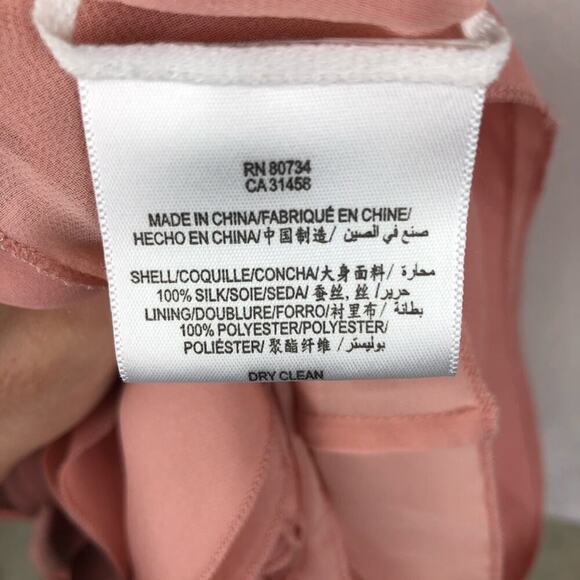 RN 80734
CA 31456
MADE IN CHINA/FABRIQUÉ EN CHINE/
HECHO EN CHINA/中国制造/ صنع في الصين /
SHELL/COQUILLE/CONCHA/大身面料/ محارة /
100% SILK/SOIE/SEDA/ 蚕丝, 丝 / حرير/
LINING/DOUBLURE/FORRO/衬里布/ بطانة /
100% POLYESTER/POLYESTER/
POLIÉSTER/ 聚酯纤维/ بوليستر /
DRY CLEAN